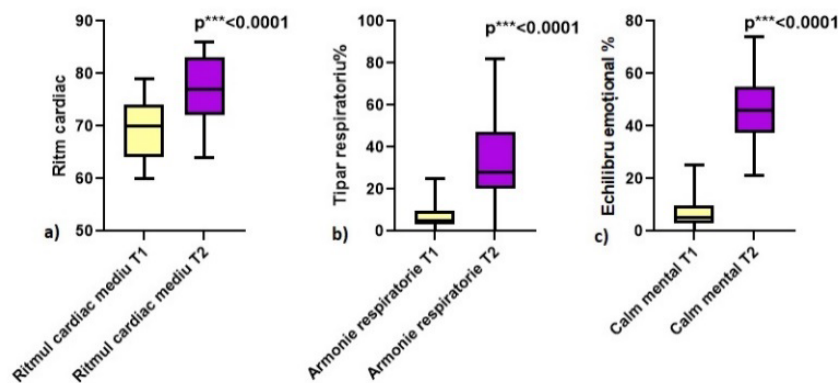 p***<0.0001
Ritm cardiac
90
80
70
60
50
a)
Ritmul cardiac mediu T1
Ritmul cardiac mediu T2
p***<0.0001
Tipar respiratoriu%
100
80
60
40
20
0
b)
Armonie respiratorie T1
Armonie respiratorie T2
p***<0.0001
Echilibru emoțional %
80
60
40
20
0
c)
Calm mental T1
Calm mental T2